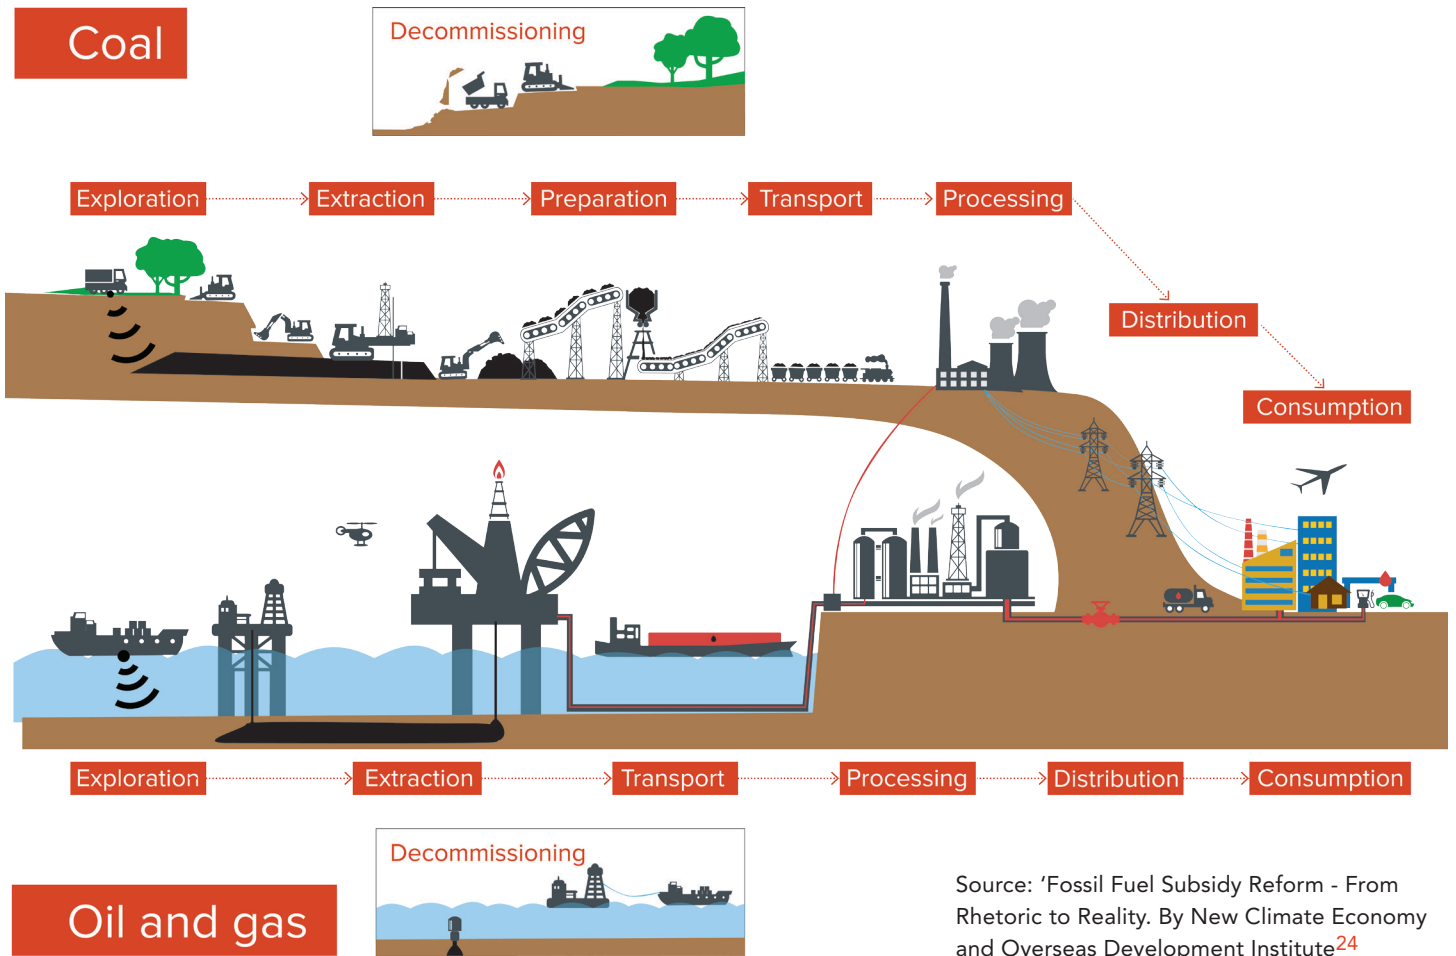 Coal
Decommissioning
Exploration
Extraction
Preparation
Transport
Processing
Distribution
Consumption
Exploration
Extraction
Transport
Processing
Distribution
Consumption
Decommissioning
Oil and gas
Source: ‘Fossil Fuel Subsidy Reform - From
Rhetoric to Reality. By New Climate Economy
and Overseas Development Institute24